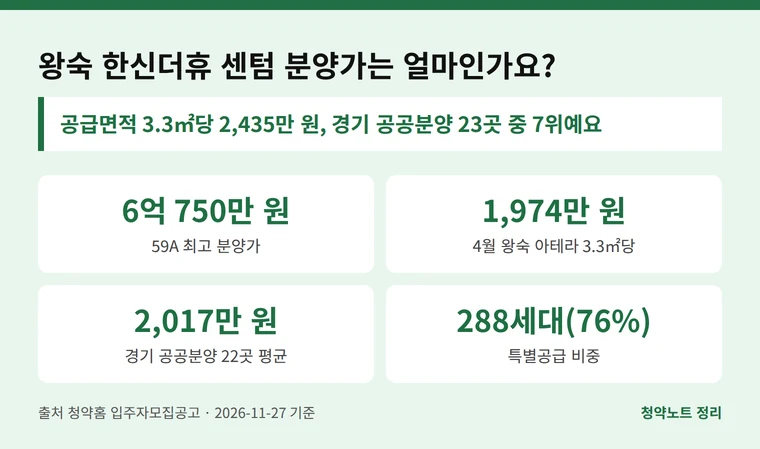 왕숙 한신더휴 센텀 분양가는 얼마인가요?
공급면적 3.3㎡당 2,435만 원, 경기 공공분양 23곳 중 7위예요
6억 750만 원
59A 최고 분양가
1,974만 원
4월 왕숙 아테라 3.3㎡당
2,017만 원
경기 공공분양 22곳 평균
288세대(76%)
특별공급 비중
출처 청약홈 입주자모집공고 · 2026-11-27 기준
청약노트 정리